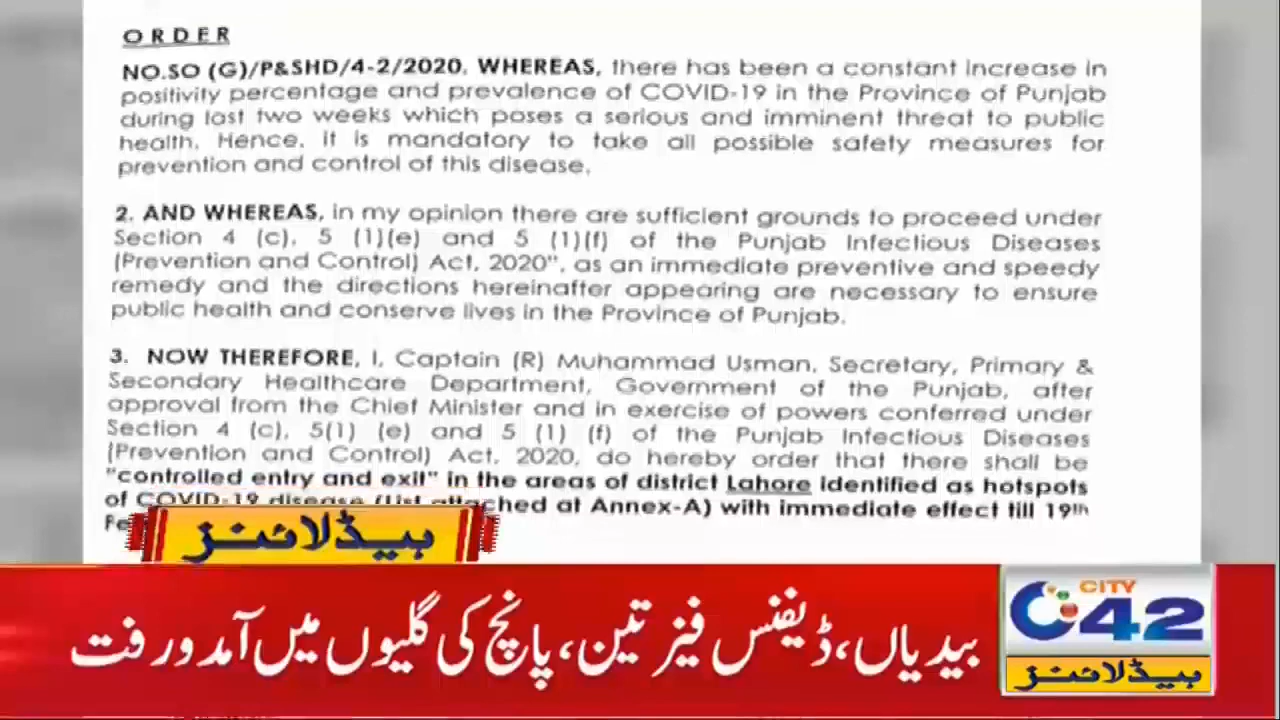 ORDER
NO.SO (G)/P&SHD/4-2/2020. WHEREAS, there has been a constant increase in
positivity percentage and prevalence of COVID-19 in the Province of Punjab
during last two weeks which poses a serious and imminent threat to public
health. Hence, it is mandatory to take all possible safety measures for
prevention and control of this disease.
2. AND WHEREAS, in my opinion there are sufficient grounds to proceed under
Section 4 (c), 5 (1)(e) and 5 (1)(f) of the Punjab Infectious Diseases
(Prevention and Control) Act, 2020", as an immediate preventive and speedy
remedy and the directions hereinafter appearing are necessary to ensure
public health and conserve lives in the Province of Punjab.
3. NOW THEREFORE, I, Captain (R) Muhammad Usman, Secretary, Primary &
Secondary Healthcare Department, Government of the Punjab, after
approval from the Chief Minister and in exercise of powers conferred under
Section 4 (c), 5(1) (e) and 5 (1) (f) of the Punjab Infectious Diseases
(Prevention and Control) Act, 2020, do hereby order that there shall be
"controlled entry and exit" in the areas of district Lahore identified as hotspots
of COVID-19 disease (List attached at Annex-A) with immediate effect till 19th
ہیڈلائنز
بیدیاں، ڈیفنس فیز تین، پانچ کی گلیوں میں آمدورفت
CITY
42
ہیڈلائنز